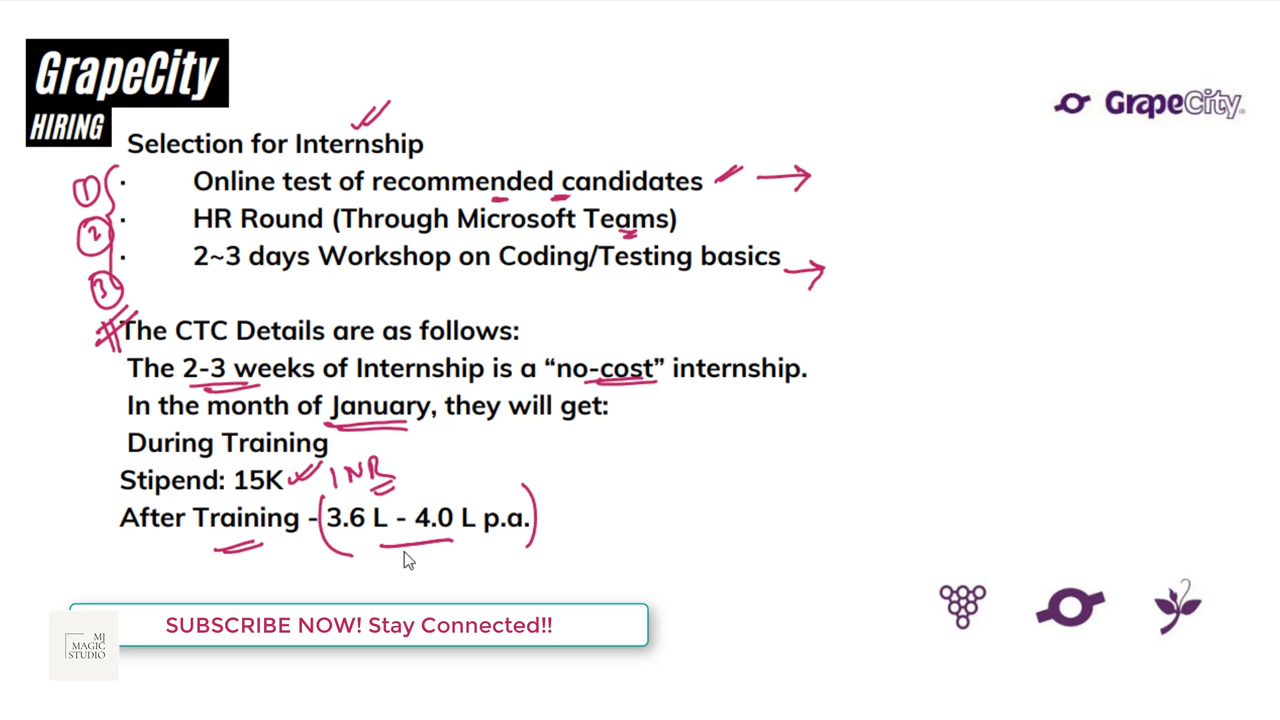 GrapeCity
HIRING
GrapeCity
Selection for Internship
① · Online test of recommended candidates
② · HR Round (Through Microsoft Teams)
③ · 2~3 days Workshop on Coding/Testing basics
The CTC Details are as follows:
The 2-3 weeks of Internship is a “no-cost” internship.
In the month of January, they will get:
During Training
Stipend: 15K INR
After Training - (3.6 L - 4.0 L p.a.)
SUBSCRIBE NOW! Stay Connected!!
MJ
MAGIC
STUDIO